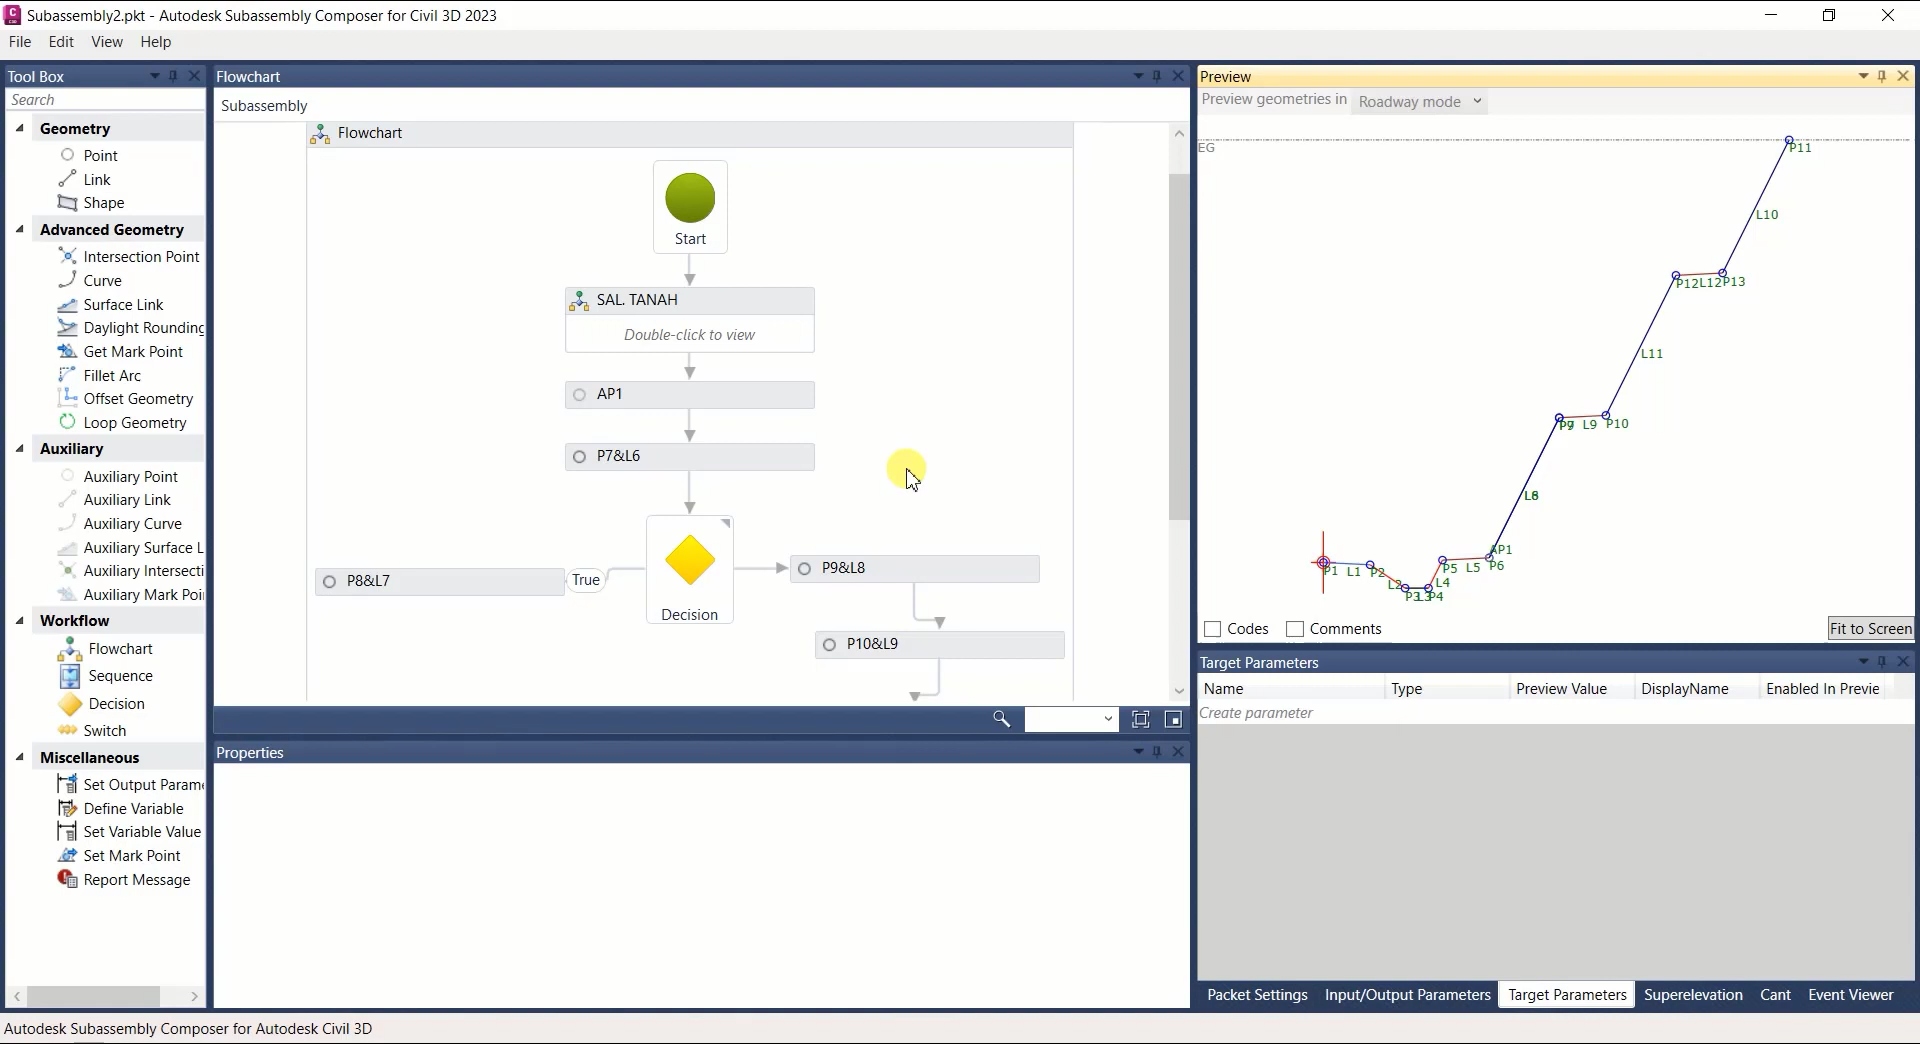 Subassembly2.pkt - Autodesk Subassembly Composer for Civil 3D 2023
File Edit View Help
Tool Box
Search
Geometry
Point
Link
Shape
Advanced Geometry
Intersection Point
Curve
Surface Link
Daylight Rounding
Get Mark Point
Fillet Arc
Offset Geometry
Loop Geometry
Auxiliary
Auxiliary Point
Auxiliary Link
Auxiliary Curve
Auxiliary Surface L
Auxiliary Intersecti
Auxiliary Mark Poi
Workflow
Flowchart
Sequence
Decision
Switch
Miscellaneous
Set Output Parame
Define Variable
Set Variable Value
Set Mark Point
Report Message
Flowchart
Subassembly
Flowchart
Start
SAL. TANAH
Double-click to view
AP1
P7&L6
P8&L7
True
Decision
P9&L8
P10&L9
Properties
Preview
Preview geometries in Roadway mode
EG
P11
L10
P12 L12 P13
L11
L9 P10
AP1
P1 L1 P2
L2
P4
L4
P5 L5 P6
Codes Comments Fit to Screen
Target Parameters
Name Type Preview Value DisplayName Enabled In Previe
Create parameter
Packet Settings Input/Output Parameters Target Parameters Superelevation Cant Event Viewer
Autodesk Subassembly Composer for Autodesk Civil 3D